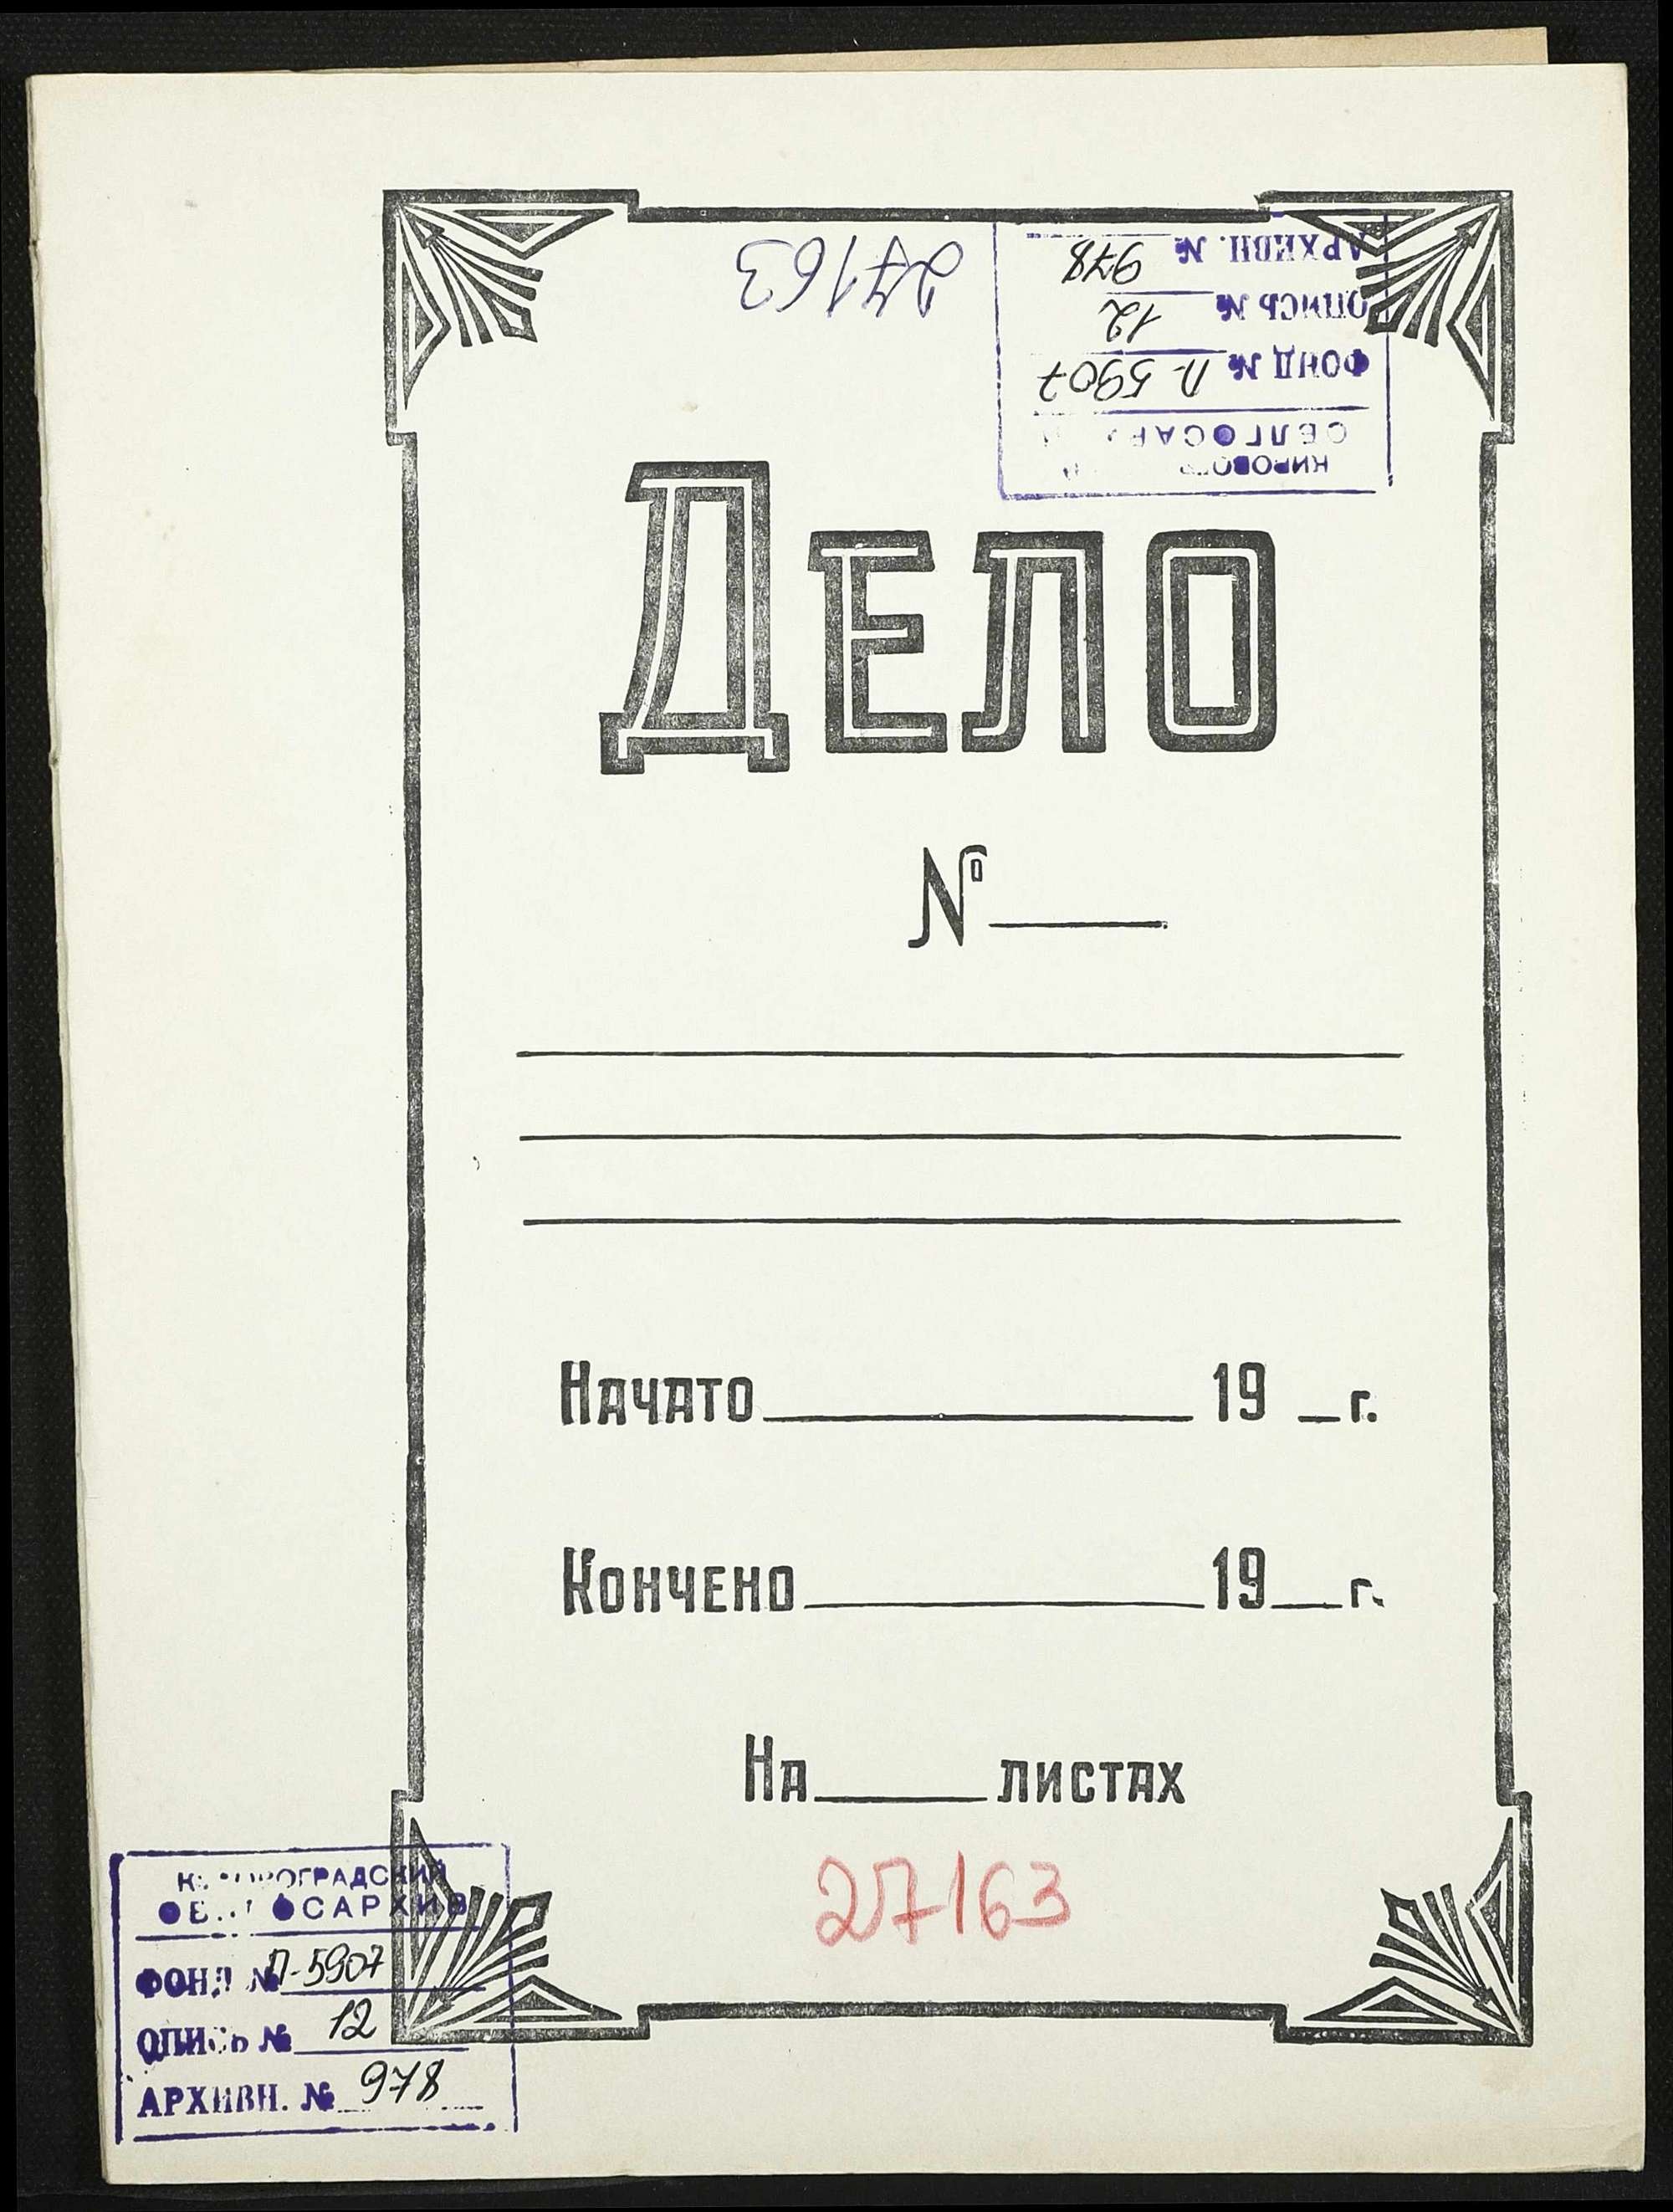 27163
АРХИВН. № 978
ОПИСЬ № 12
ФОНД № П-5907
ДЕЛО
№
НАЧАТО 19 г.
КОНЧЕНО 19 г.
НА ЛИСТАХ
27163
КИРОВОГРАДСКИЙ
ОБЛГОСАРХИВ
ФОНД № П-5907
ОПИСЬ № 12
АРХИВН. № 978